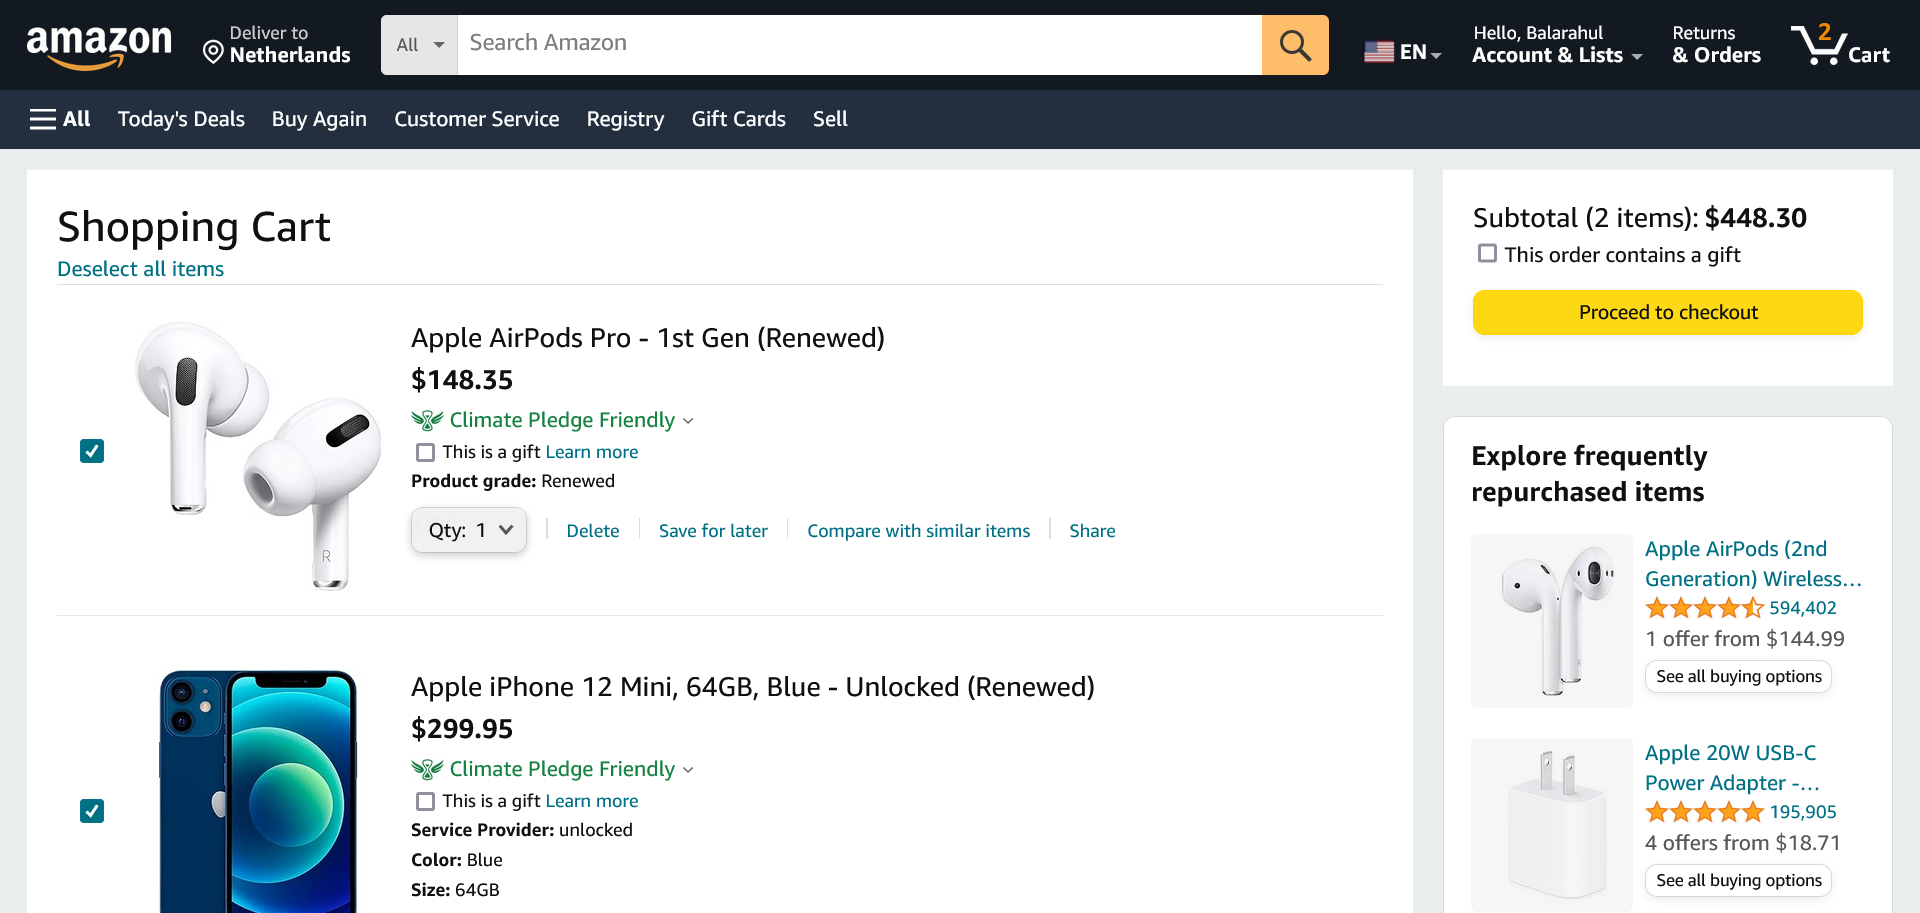 amazon
Deliver to
Netherlands
All
Search Amazon
EN
Hello, Balarahul
Account & Lists
Returns
& Orders
2
Cart
All
Today's Deals
Buy Again
Customer Service
Registry
Gift Cards
Sell
Shopping Cart
Deselect all items
Apple AirPods Pro - 1st Gen (Renewed)
$148.35
Climate Pledge Friendly
This is a gift Learn more
Product grade: Renewed
Qty: 1
Delete
Save for later
Compare with similar items
Share
R
Apple iPhone 12 Mini, 64GB, Blue - Unlocked (Renewed)
$299.95
Climate Pledge Friendly
This is a gift Learn more
Service Provider: unlocked
Color: Blue
Size: 64GB
Subtotal (2 items): $448.30
This order contains a gift
Proceed to checkout
Explore frequently
repurchased items
Apple AirPods (2nd
Generation) Wireless...
594,402
1 offer from $144.99
See all buying options
Apple 20W USB-C
Power Adapter -...
195,905
4 offers from $18.71
See all buying options